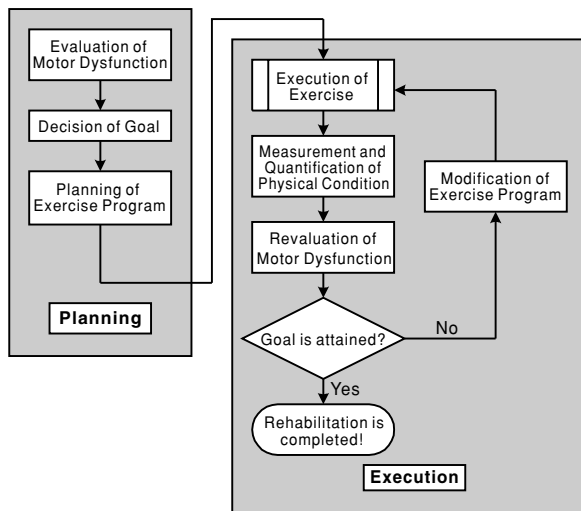 Evaluation of
Motor Dysfunction
Decision of Goal
Planning of
Exercise Program
Planning
Execution of
Exercise
Measurement and
Quantification of
Physical Condition
Revaluation of
Motor Dysfunction
Goal is attained?
No
Modification of
Exercise Program
Yes
Rehabilitation is
completed!
Execution